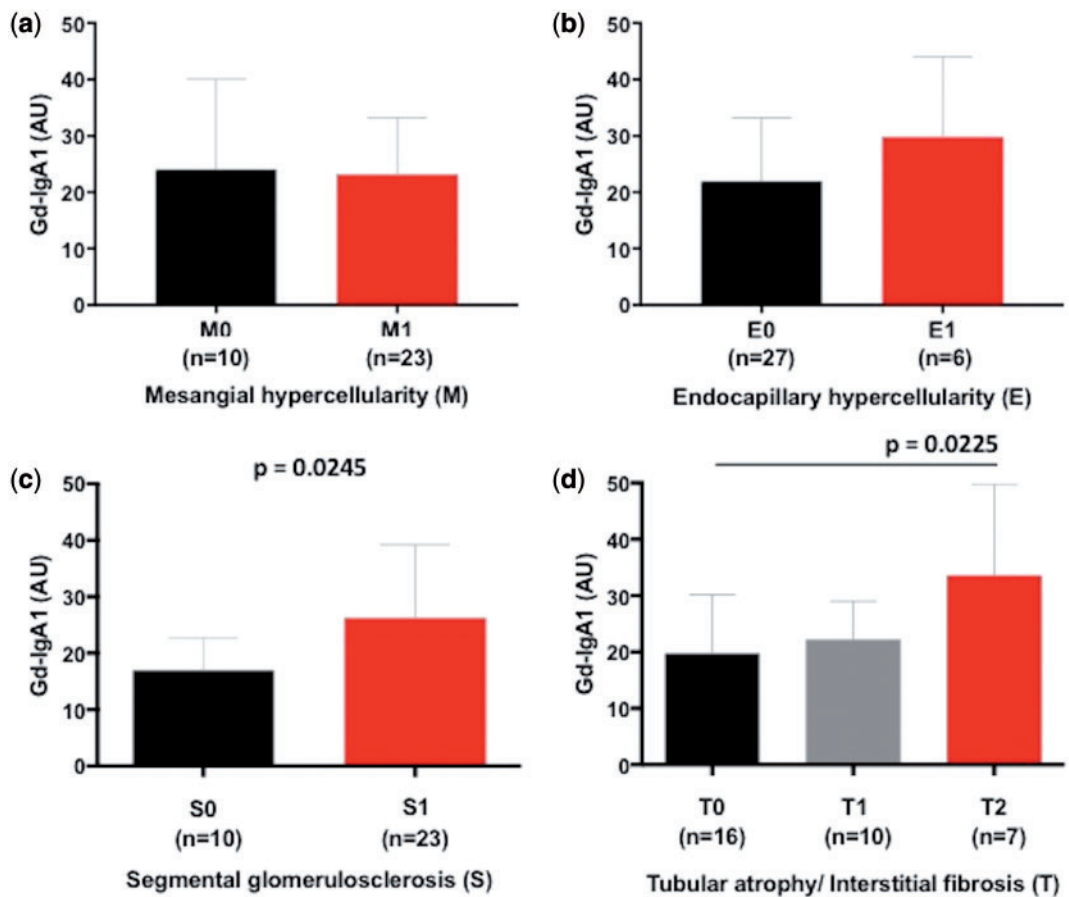 (a)
50
40
30
20
10
0
Gd-IgA1 (AU)
M0 M1
(n=10) (n=23)
Mesangial hypercellularity (M)
(b)
50
40
30
20
10
0
Gd-IgA1 (AU)
E0 E1
(n=27) (n=6)
Endocapillary hypercellularity (E)
(c)
p = 0.0245
50
40
30
20
10
0
Gd-IgA1 (AU)
S0 S1
(n=10) (n=23)
Segmental glomerulosclerosis (S)
(d)
p = 0.0225
50
40
30
20
10
0
Gd-IgA1 (AU)
T0 T1 T2
(n=16) (n=10) (n=7)
Tubular atrophy/ Interstitial fibrosis (T)